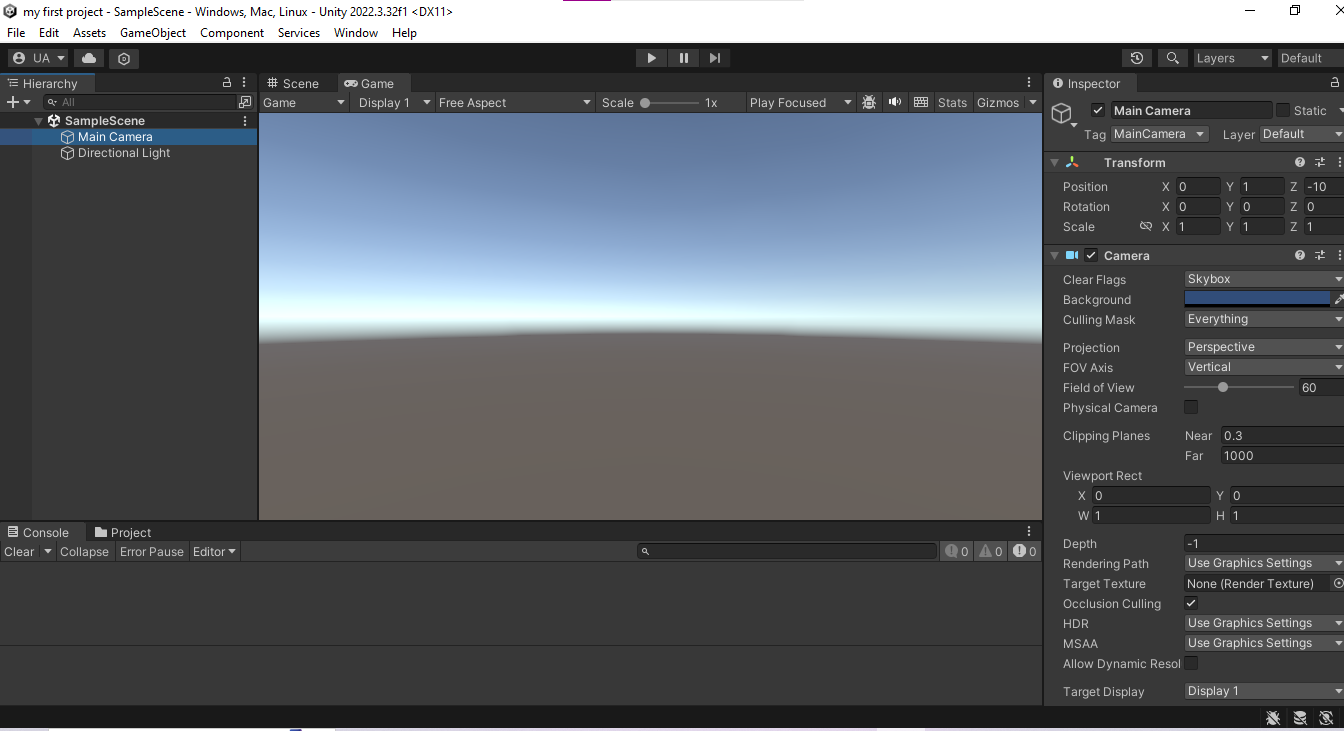 my first project - SampleScene - Windows, Mac, Linux - Unity 2022.3.32f1 <DX11>
File Edit Assets GameObject Component Services Window Help
UA Layers Default
Hierarchy
All
SampleScene
Main Camera
Directional Light
Scene Game
Game Display 1 Free Aspect Scale 1x Play Focused Stats Gizmos
Console Project
Clear Collapse Error Pause Editor 0 0 0
Inspector
Main Camera Static
Tag MainCamera Layer Default
Transform
Position X 0 Y 1 Z -10
Rotation X 0 Y 0 Z 0
Scale X 1 Y 1 Z 1
Camera
Clear Flags Skybox
Background
Culling Mask Everything
Projection Perspective
FOV Axis Vertical
Field of View 60
Physical Camera
Clipping Planes Near 0.3
Far 1000
Viewport Rect
X 0 Y 0
W 1 H 1
Depth -1
Rendering Path Use Graphics Settings
Target Texture None (Render Texture)
Occlusion Culling
HDR Use Graphics Settings
MSAA Use Graphics Settings
Allow Dynamic Resol
Target Display Display 1